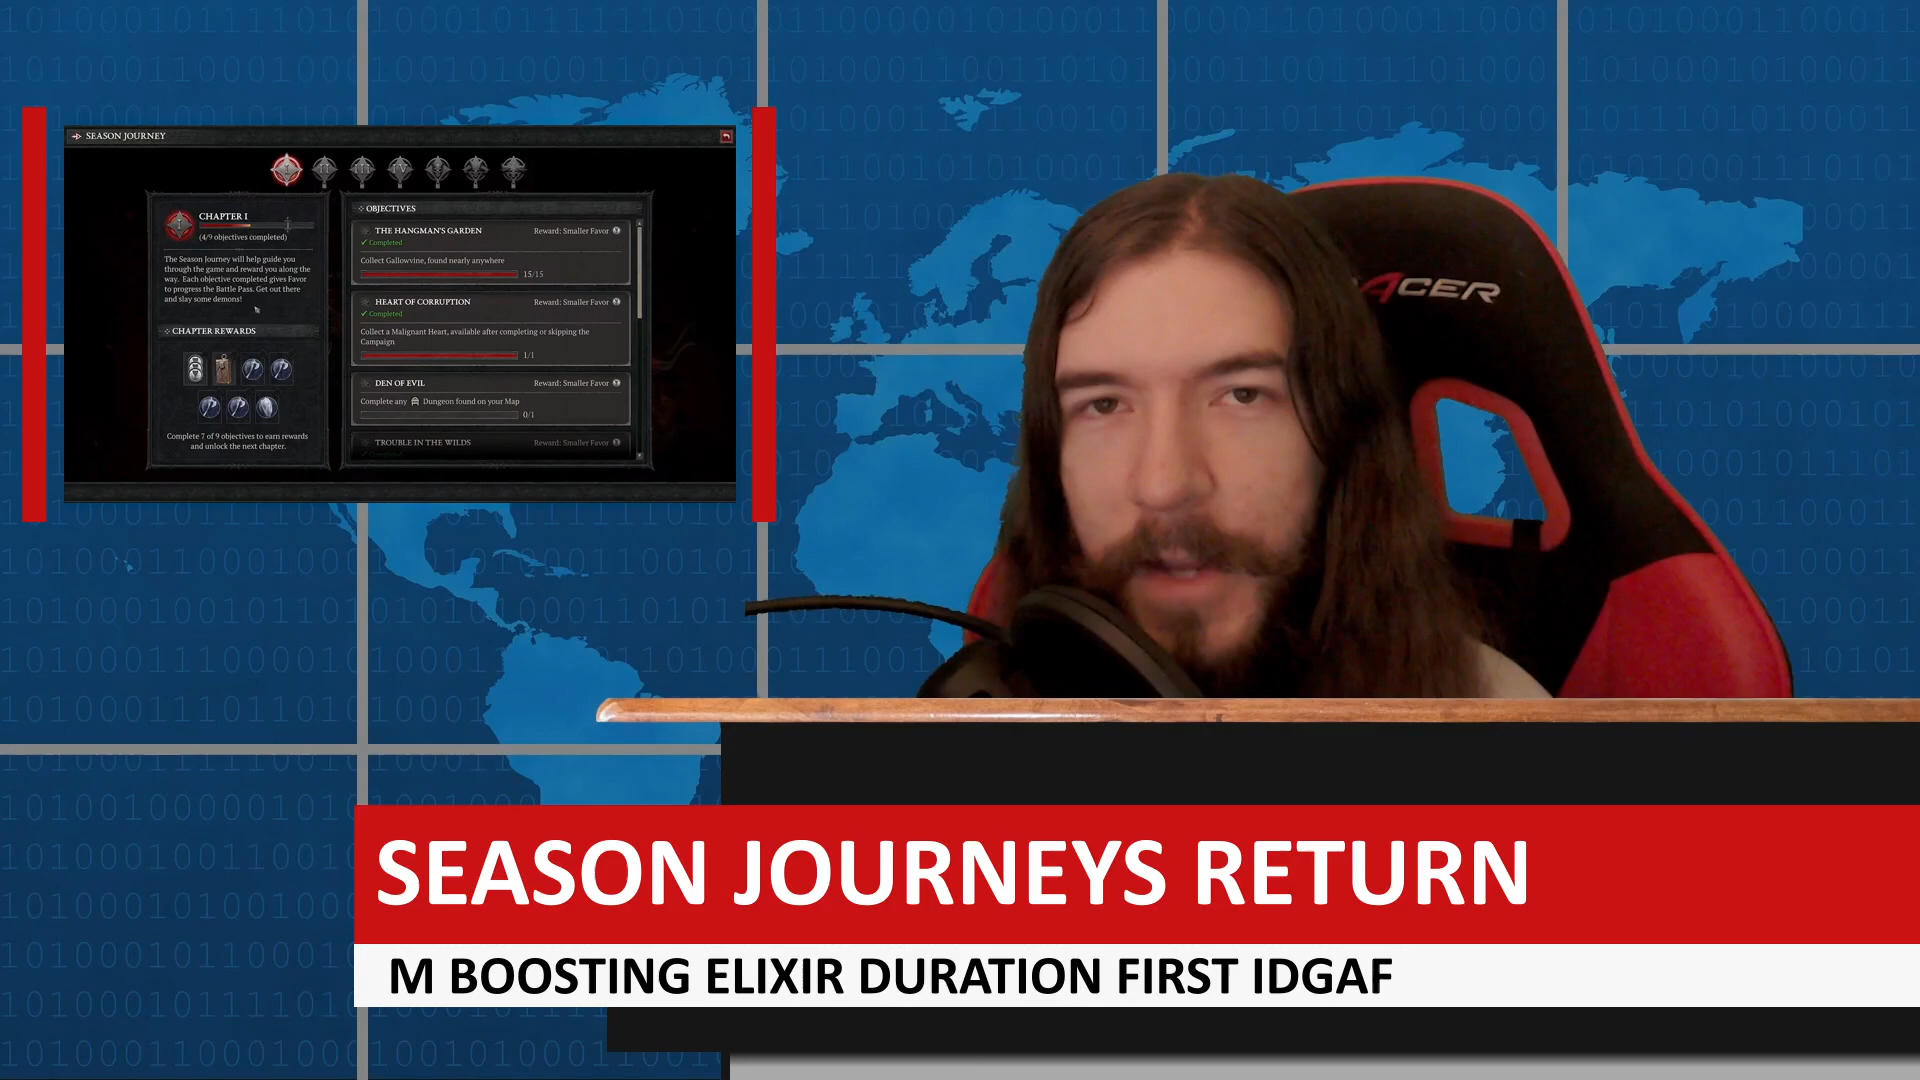 SEASON JOURNEY
I II III IV
CHAPTER I
(4/9 objectives completed)
The Season Journey will help guide you
through the game and reward you along the
way. Each objective completed gives Favor
to progress the Battle Pass. Get out there
and slay some demons!
CHAPTER REWARDS
Complete 7 of 9 objectives to earn rewards
and unlock the next chapter.
OBJECTIVES
THE HANGMAN'S GARDEN Reward: Smaller Favor
Completed
Collect Gallowvine, found nearly anywhere
15/15
HEART OF CORRUPTION Reward: Smaller Favor
Completed
Collect a Malignant Heart, available after completing or skipping the
Campaign
1/1
DEN OF EVIL Reward: Smaller Favor
Complete any Dungeon found on your Map
0/1
TROUBLE IN THE WILDS Reward: Smaller Favor
Completed
ACER
SEASON JOURNEYS RETURN
M BOOSTING ELIXIR DURATION FIRST IDGAF